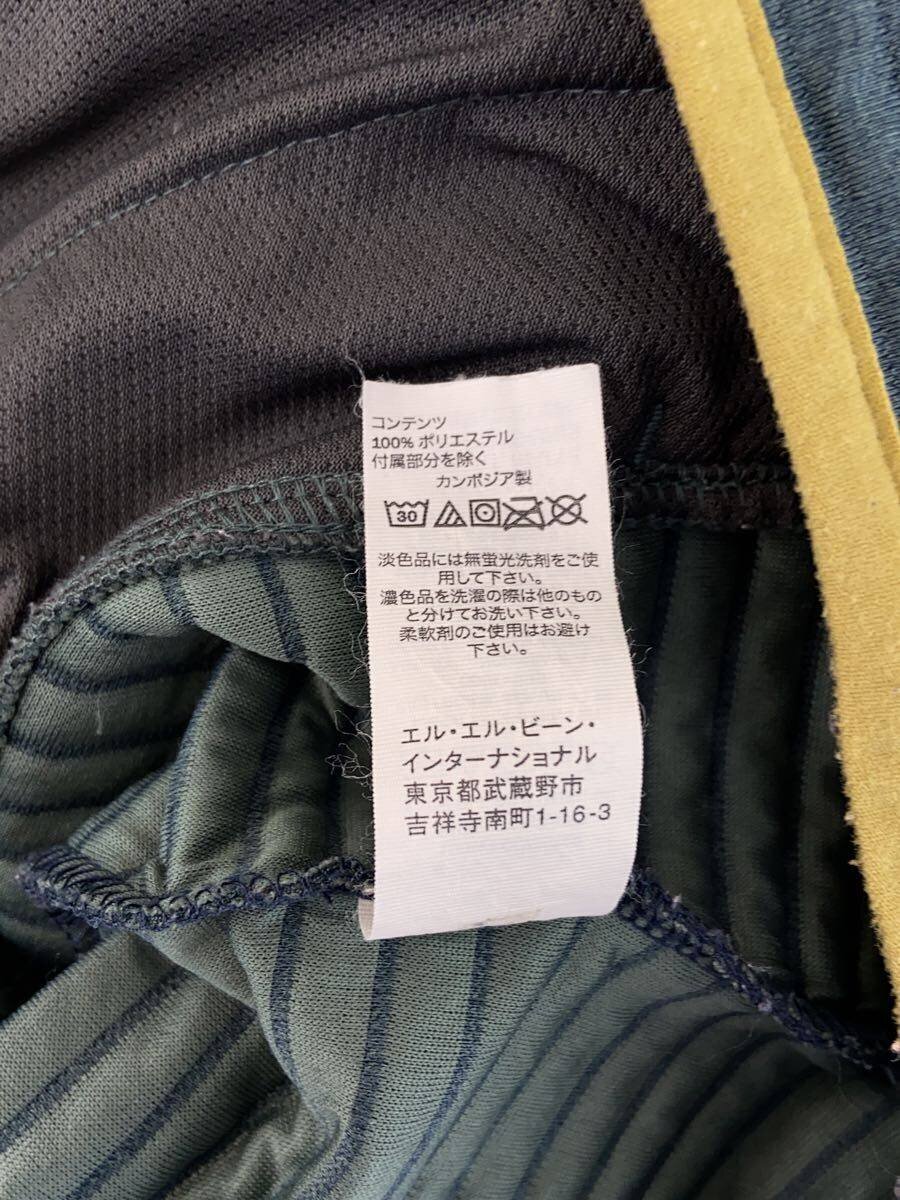 コンテンツ
100% ポリエステル
付属部分を除く
カンボジア製
30
淡色品には無蛍光洗剤をご使
用して下さい。
濃色品を洗濯の際は他のもの
と分けてお洗い下さい。
柔軟剤のご使用はお避け
下さい。
エル・エル・ビーン・
インターナショナル
東京都武蔵野市
吉祥寺南町1-16-3